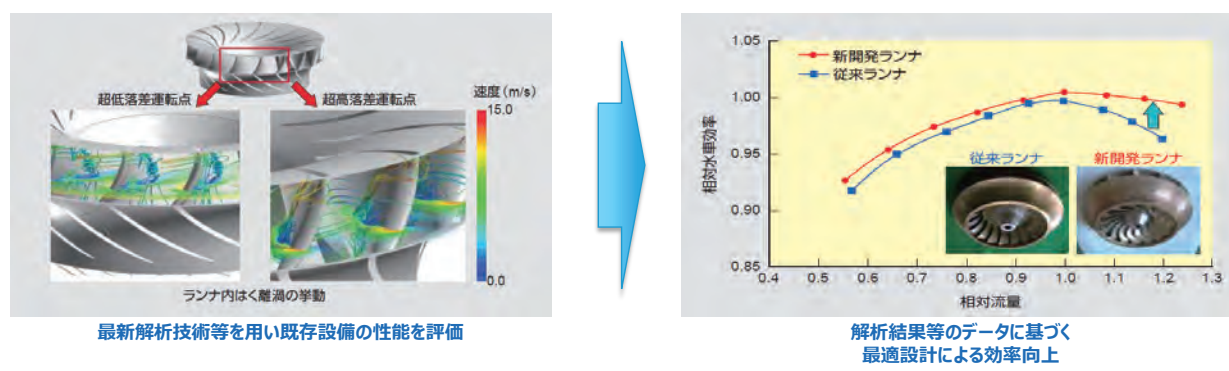 超低落差運転点
超高落差運転点
速度（m/s）
15.0
0.0
ランナ内はく離渦の挙動
最新解析技術等を用い既存設備の性能を評価
1.05
1.00
0.95
0.90
0.85
相対水車効率
新開発ランナ
従来ランナ
従来ランナ
新開発ランナ
0.4 0.5 0.6 0.7 0.8 0.9 1.0 1.1 1.2 1.3
相対流量
解析結果等のデータに基づく
最適設計による効率向上